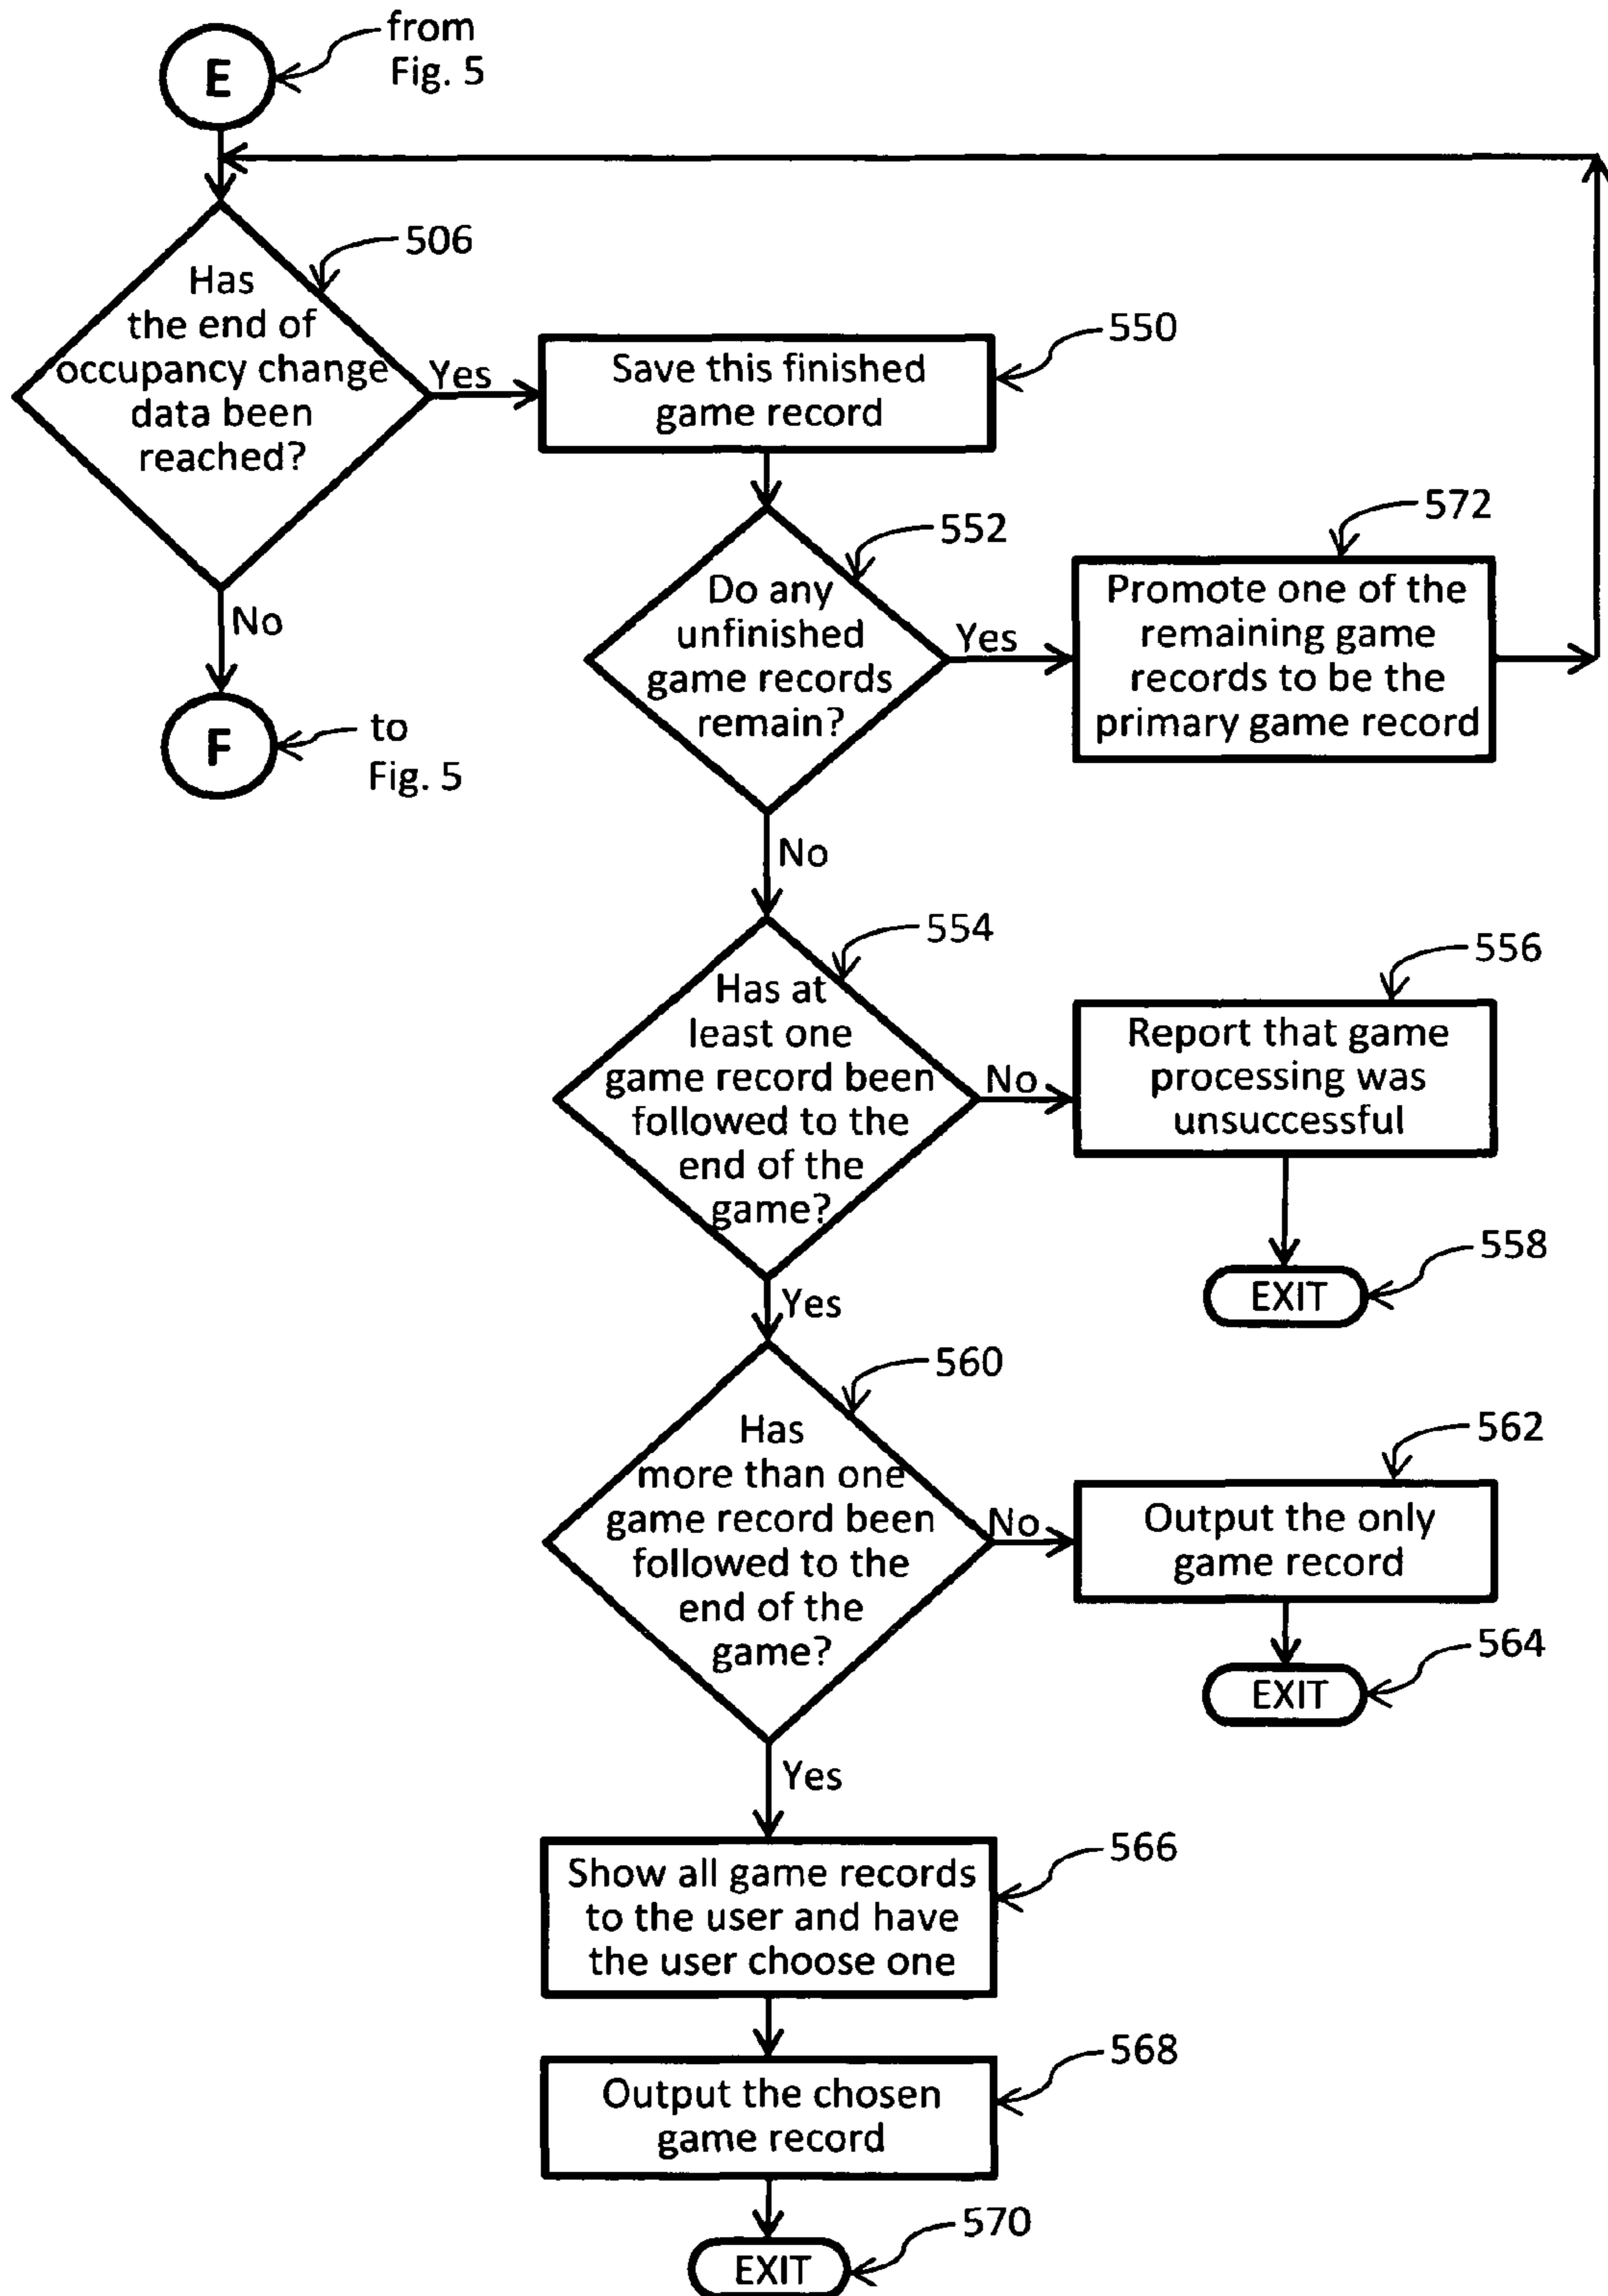 from
E
Fig. 5
506
Has
the end of
occupancy change
data been
reached?
Yes
550
Save this finished
game record
No
F
to
Fig. 5
552
Do any
unfinished
game records
remain?
Yes
572
Promote one of the
remaining game
records to be the
primary game record
No
554
Has at
least one
game record been
followed to the
end of the
game?
No
556
Report that game
processing was
unsuccessful
558
EXIT
Yes
560
Has
more than one
game record been
followed to the
end of the
game?
No
562
Output the only
game record
564
EXIT
Yes
566
Show all game records
to the user and have
the user choose one
568
Output the chosen
game record
570
EXIT